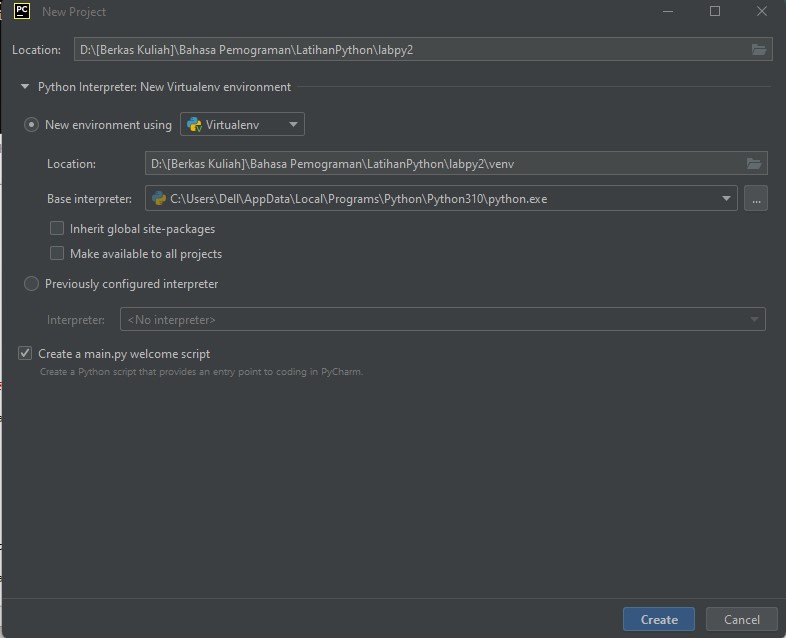 PC New Project
Location: D:\[Berkas Kuliah]\Bahasa Pemograman\LatihanPython\labpy2
Python Interpreter: New Virtualenv environment
New environment using Virtualenv
Location: D:\[Berkas Kuliah]\Bahasa Pemograman\LatihanPython\labpy2\venv
Base interpreter: C:\Users\Dell\AppData\Local\Programs\Python\Python310\python.exe ...
Inherit global site-packages
Make available to all projects
Previously configured interpreter
Interpreter: <No interpreter>
Create a main.py welcome script
Create a Python script that provides an entry point to coding in PyCharm.
Create Cancel